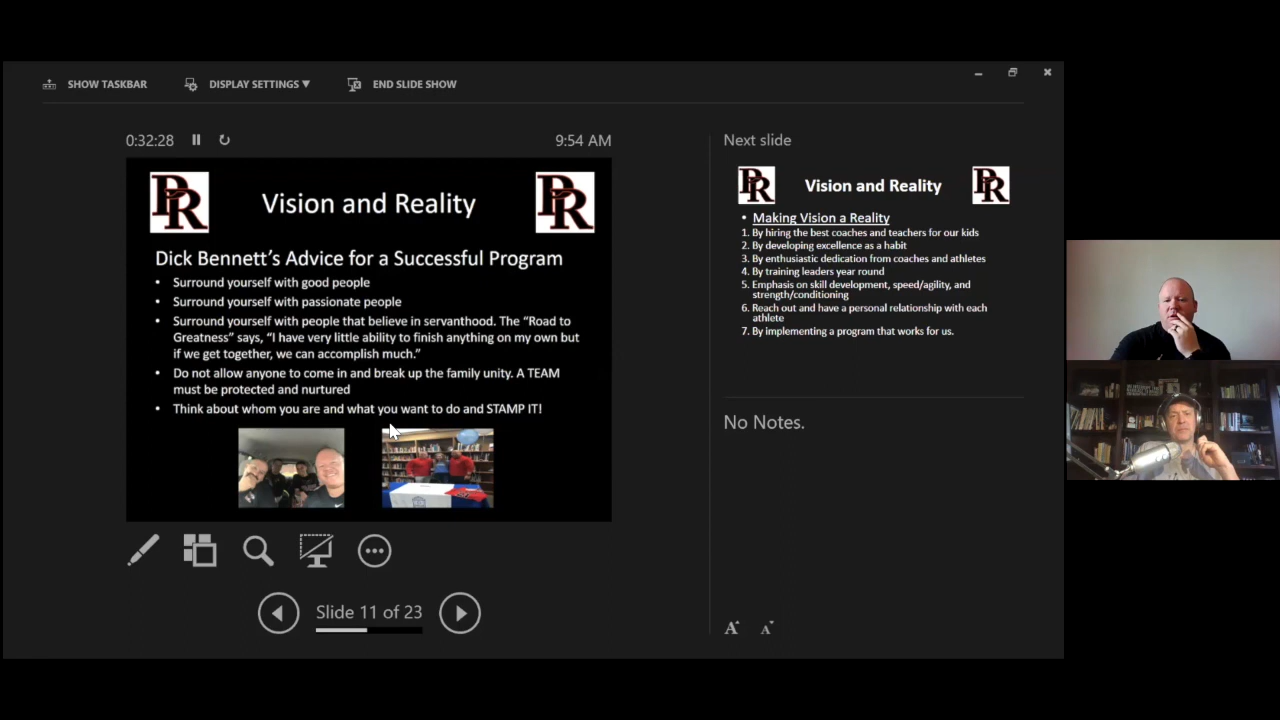 SHOW TASKBAR
DISPLAY SETTINGS ▼
END SLIDE SHOW
0:32:28
9:54 AM
PR
Vision and Reality
PR
Dick Bennett's Advice for a Successful Program
• Surround yourself with good people
• Surround yourself with passionate people
• Surround yourself with people that believe in servanthood. The “Road to
Greatness” says, “I have very little ability to finish anything on my own but
if we get together, we can accomplish much.”
• Do not allow anyone to come in and break up the family unity. A TEAM
must be protected and nurtured
• Think about whom you are and what you want to do and STAMP IT!
Slide 11 of 23
Next slide
PR
Vision and Reality
PR
• Making Vision a Reality
1. By hiring the best coaches and teachers for our kids
2. By developing excellence as a habit
3. By enthusiastic dedication from coaches and athletes
4. By training leaders year round
5. Emphasis on skill development, speed/agility, and
strength/conditioning
6. Reach out and have a personal relationship with each
athlete
7. By implementing a program that works for us.
No Notes.
A A